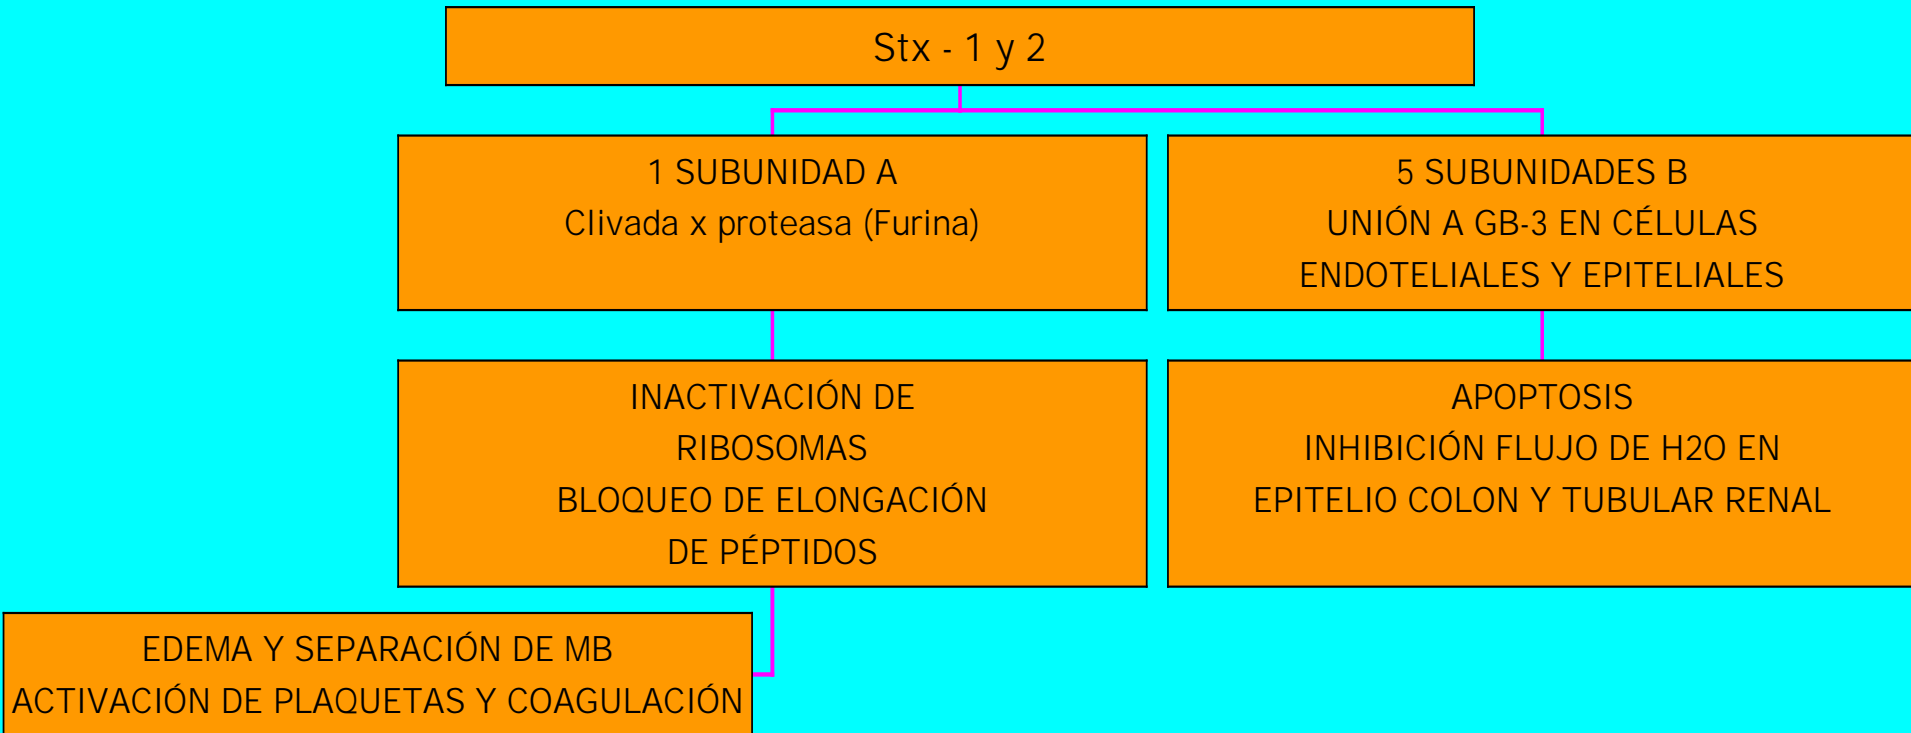 Stx - 1 y 2
1 SUBUNIDAD A
Clivada x proteasa (Furina)
5 SUBUNIDADES B
UNIÓN A GB-3 EN CÉLULAS
ENDOTELIALES Y EPITELIALES
INACTIVACIÓN DE
RIBOSOMAS
BLOQUEO DE ELONGACIÓN
DE PÉPTIDOS
APOPTOSIS
INHIBICIÓN FLUJO DE H2O EN
EPITELIO COLON Y TUBULAR RENAL
EDEMA Y SEPARACIÓN DE MB
ACTIVACIÓN DE PLAQUETAS Y COAGULACIÓN